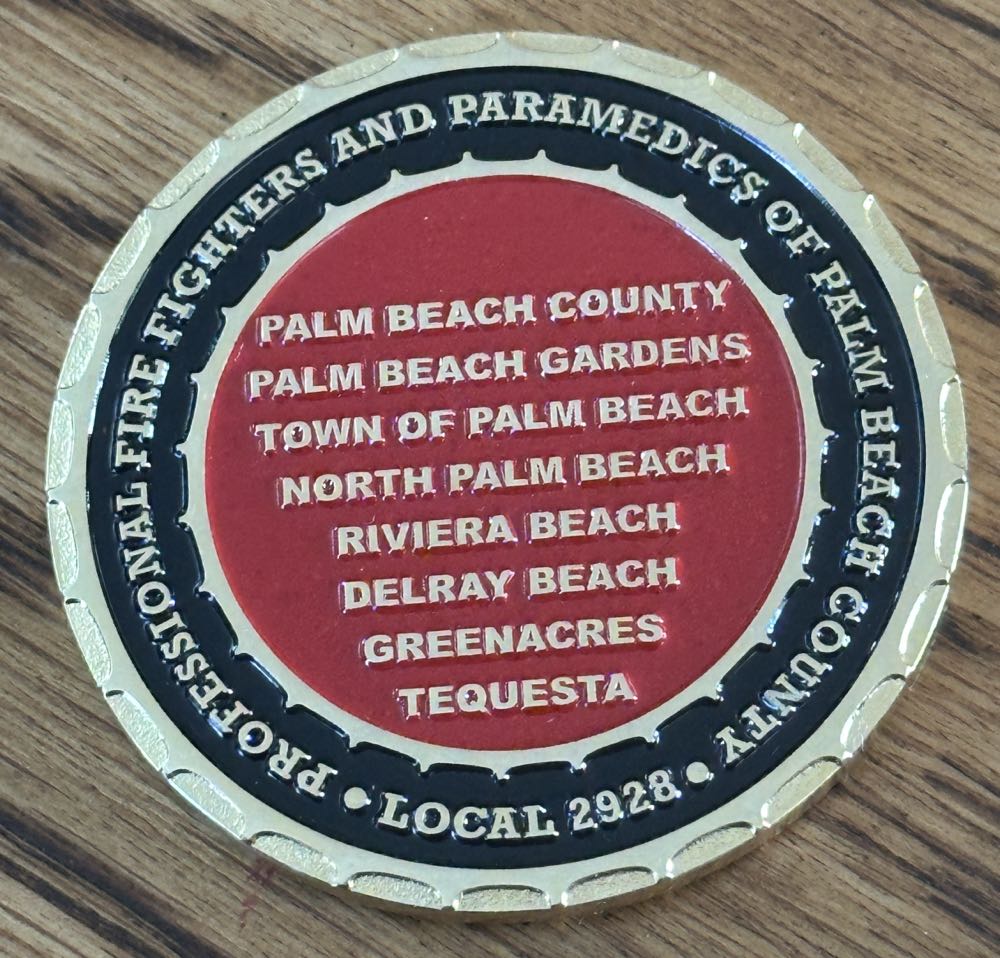 PROFESSIONAL FIRE FIGHTERS AND PARAMEDICS OF PALM BEACH COUNTY
• LOCAL 2928 •
PALM BEACH COUNTY
PALM BEACH GARDENS
TOWN OF PALM BEACH
NORTH PALM BEACH
RIVIERA BEACH
DELRAY BEACH
GREENACRES
TEQUESTA